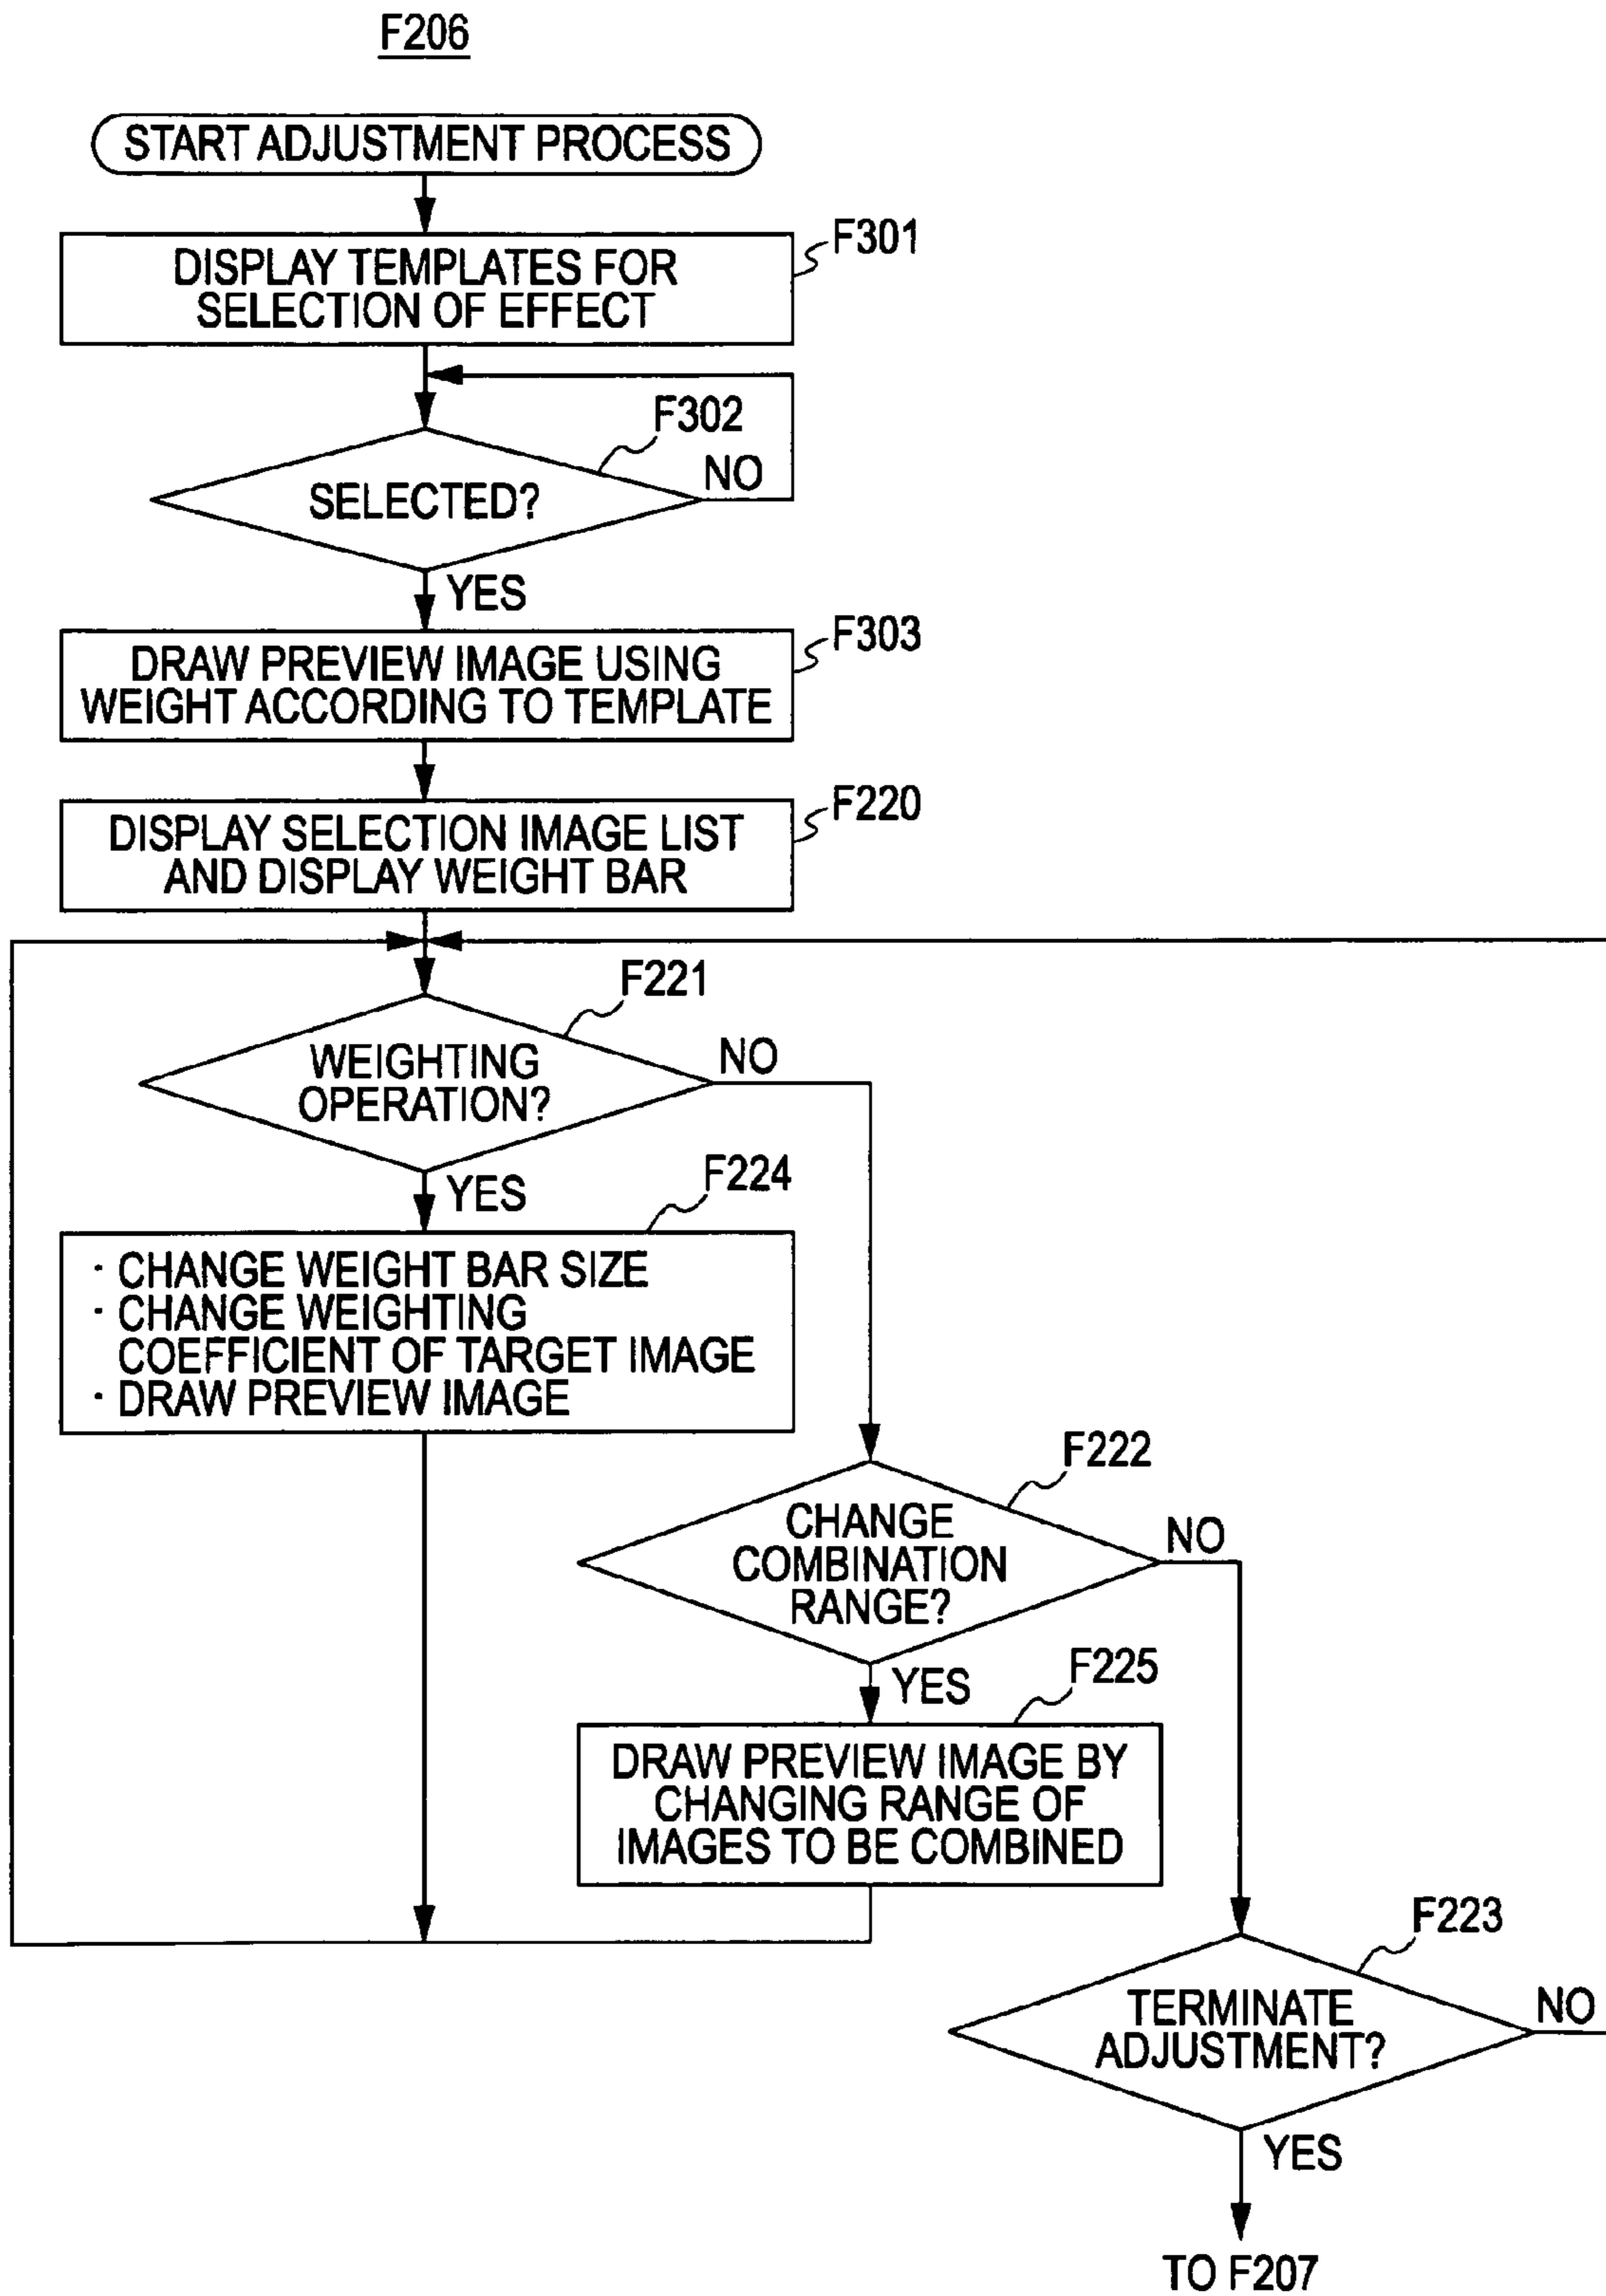 F206
START ADJUSTMENT PROCESS
F301
DISPLAY TEMPLATES FOR
SELECTION OF EFFECT
F302
SELECTED?
NO
YES
F303
DRAW PREVIEW IMAGE USING
WEIGHT ACCORDING TO TEMPLATE
F220
DISPLAY SELECTION IMAGE LIST
AND DISPLAY WEIGHT BAR
F221
WEIGHTING
OPERATION?
NO
YES
F224
· CHANGE WEIGHT BAR SIZE
· CHANGE WEIGHTING
COEFFICIENT OF TARGET IMAGE
· DRAW PREVIEW IMAGE
F222
CHANGE
COMBINATION
RANGE?
NO
YES
F225
DRAW PREVIEW IMAGE BY
CHANGING RANGE OF
IMAGES TO BE COMBINED
F223
TERMINATE
ADJUSTMENT?
NO
YES
TO F207